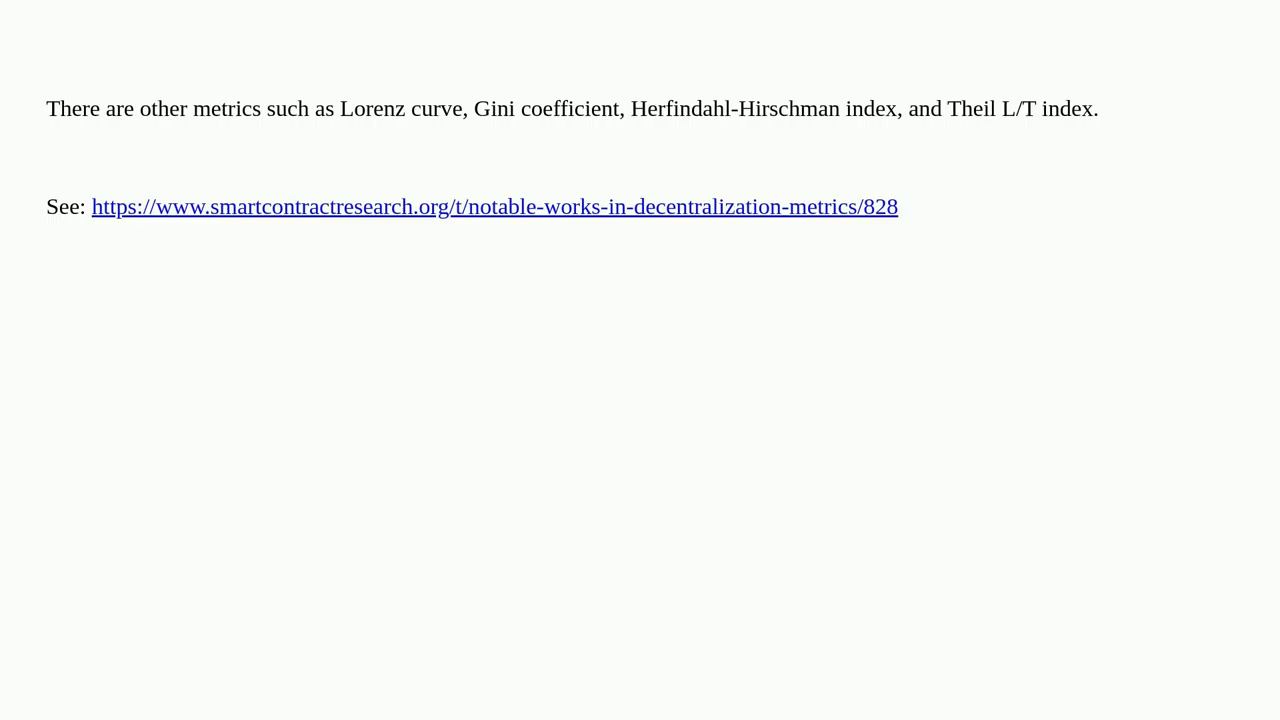 There are other metrics such as Lorenz curve, Gini coefficient, Herfindahl-Hirschman index, and Theil L/T index.
See: https://www.smartcontractresearch.org/t/notable-works-in-decentralization-metrics/828